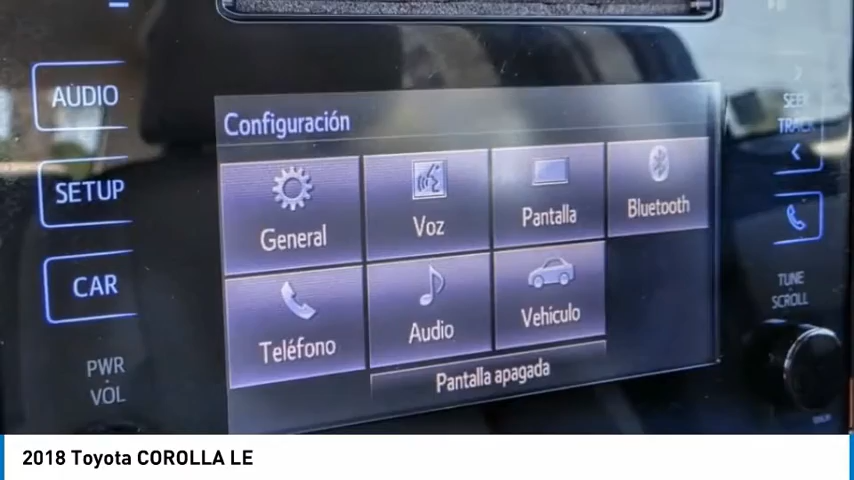 AUDIO
SETUP
CAR
PWR
VOL
Configuración
General
Voz
Pantalla
Bluetooth
Teléfono
Audio
Vehículo
Pantalla apagada
SEEK
TRACK
TUNE
SCROLL
2018 Toyota COROLLA LE